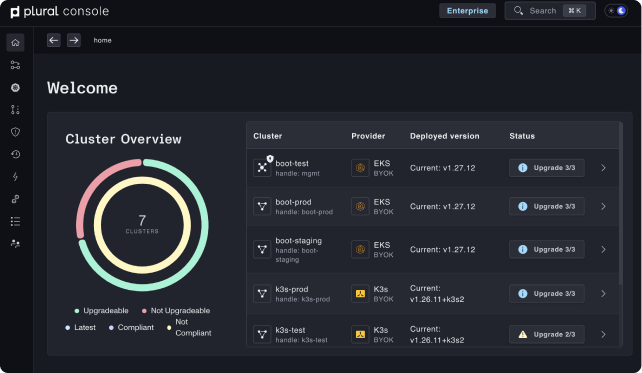 plural console
Enterprise
Search
⌘ K
home
Welcome
Cluster Overview
7
CLUSTERS
Upgradeable
Not Upgradeable
Latest
Compliant
Not
Compliant
Cluster Provider Deployed version Status
boot-test
handle: mgmt
EKS
BYOK
Current: v1.27.12
Upgrade 3/3
boot-prod
handle: boot-prod
EKS
BYOK
Current: v1.27.12
Upgrade 3/3
boot-staging
handle: boot-
staging
EKS
BYOK
Current: v1.27.12
Upgrade 3/3
k3s-prod
handle: k3s-prod
K3s
BYOK
Current:
v1.26.11+k3s2
Upgrade 3/3
k3s-test
handle: k3s-test
K3s
BYOK
Current:
v1.26.11+k3s2
Upgrade 2/3